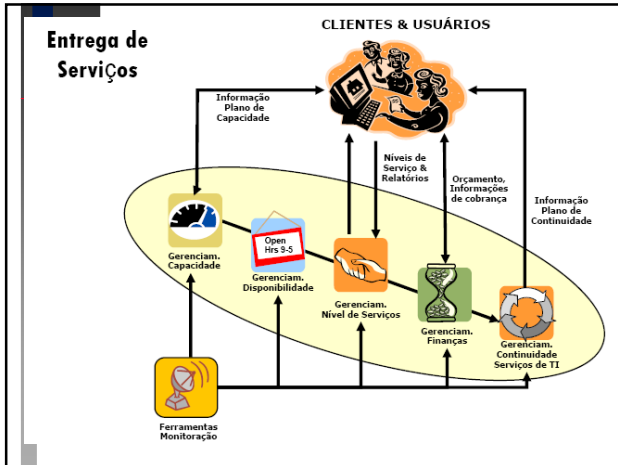 Entrega de
Serviços
CLIENTES & USUÁRIOS
Informação
Plano de
Capacidade
Níveis de
Serviço &
Relatórios
Orçamento,
Informações
de cobrança
Informação
Plano de
Continuidade
Gerenciam.
Capacidade
Open
Hrs 9-5
Gerenciam.
Disponibilidade
Gerenciam.
Nível de Serviços
Gerenciam.
Finanças
Gerenciam.
Continuidade
Serviços de TI
Ferramentas
Monitoração